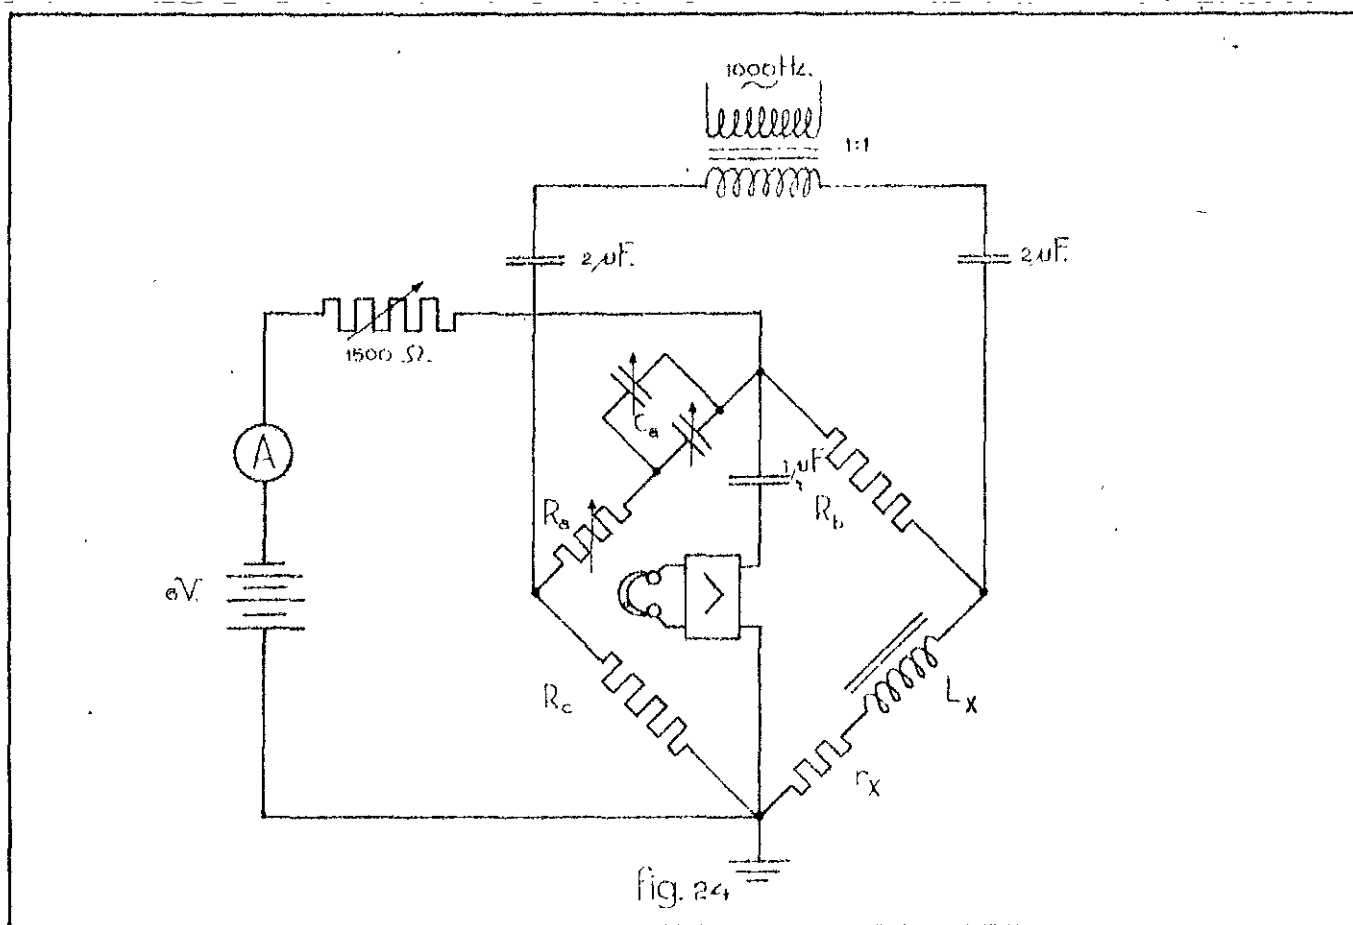 1000Hz.
1:1
2µF.
2µF.
1500 Ω.
Ca
1µF
A
Ra
Rb
6V.
Rc
Lx
rx
fig. 24